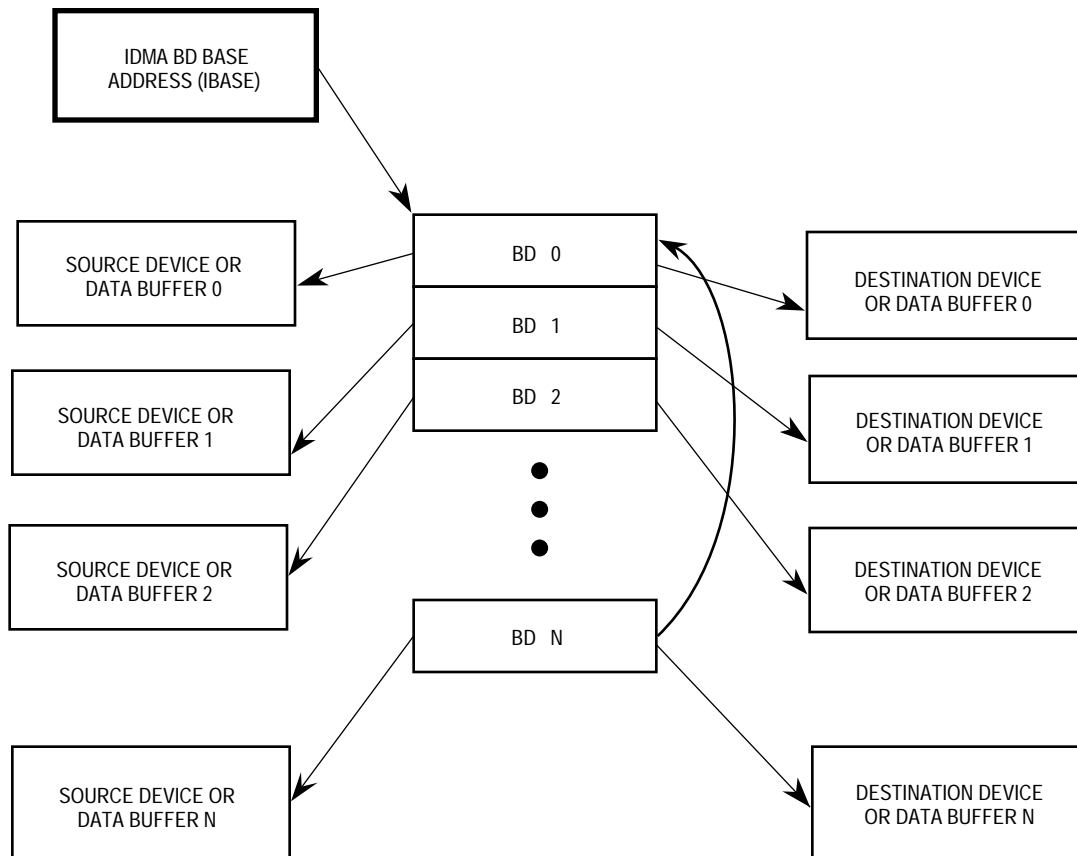 IDMA BD BASE
ADDRESS (IBASE)
SOURCE DEVICE OR
DATA BUFFER 0
BD 0
DESTINATION DEVICE
OR DATA BUFFER 0
BD 1
SOURCE DEVICE OR
DATA BUFFER 1
BD 2
DESTINATION DEVICE
OR DATA BUFFER 1
SOURCE DEVICE OR
DATA BUFFER 2
DESTINATION DEVICE
OR DATA BUFFER 2
BD N
SOURCE DEVICE OR
DATA BUFFER N
DESTINATION DEVICE
OR DATA BUFFER N